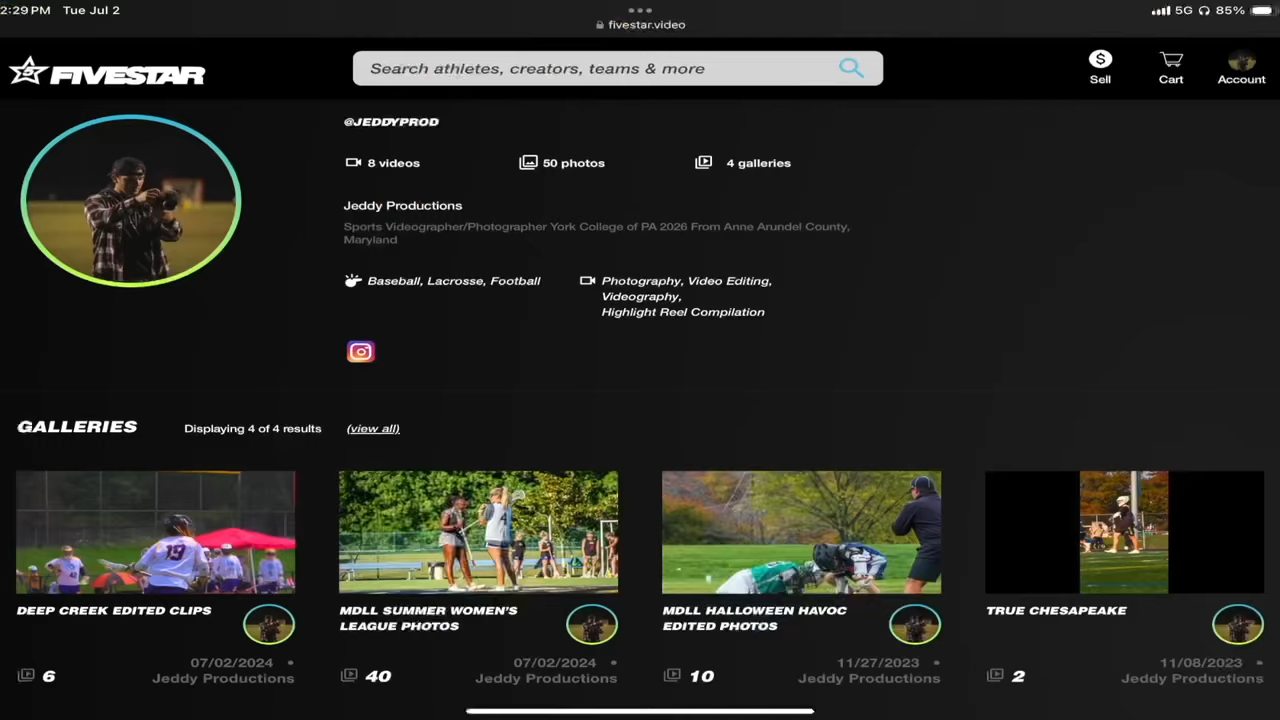 2:29 PM Tue Jul 2
fivestar.video
5G 85%
FIVESTAR
Search athletes, creators, teams & more
Sell
Cart
Account
@JEDDYPROD
8 videos
50 photos
4 galleries
Jeddy Productions
Sports Videographer/Photographer York College of PA 2026 From Anne Arundel County,
Maryland
Baseball, Lacrosse, Football
Photography, Video Editing,
Videography,
Highlight Reel Compilation
GALLERIES
Displaying 4 of 4 results
(view all)
19
4
DEEP CREEK EDITED CLIPS
07/02/2024 •
6
Jeddy Productions
MDLL SUMMER WOMEN'S
LEAGUE PHOTOS
07/02/2024 •
40
Jeddy Productions
MDLL HALLOWEEN HAVOC
EDITED PHOTOS
11/27/2023 •
10
Jeddy Productions
TRUE CHESAPEAKE
11/08/2023 •
2
Jeddy Productions